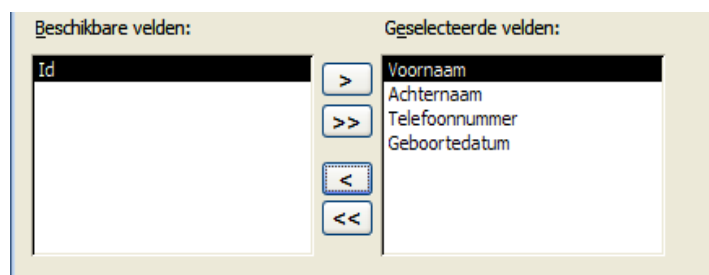 Beschikbare velden:
Geselecteerde velden:
Id
>
>>
<
<<
Voornaam
Achternaam
Telefoonnummer
Geboortedatum